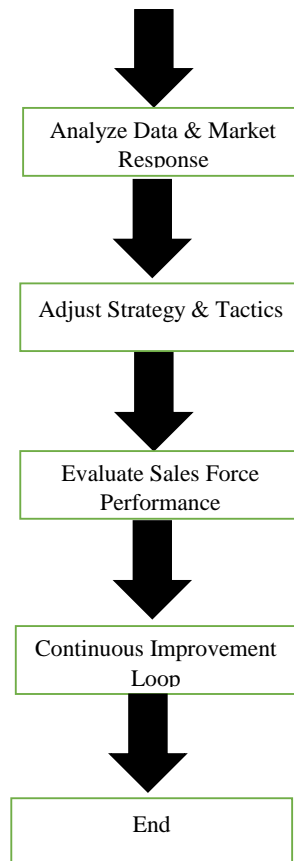 Analyze Data & Market
Response
Adjust Strategy & Tactics
Evaluate Sales Force
Performance
Continuous Improvement
Loop
End